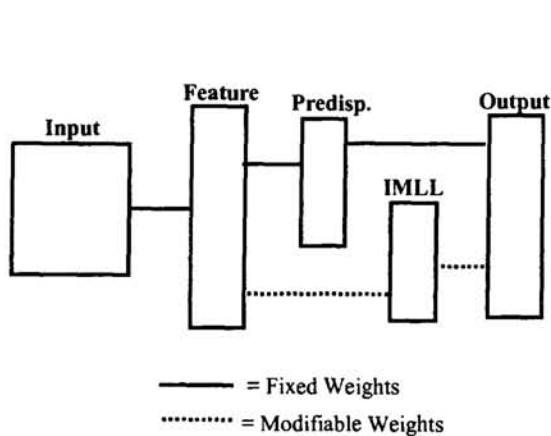 Feature
Predisp.
Output
Input
IMLL
= Fixed Weights
= Modifiable Weights